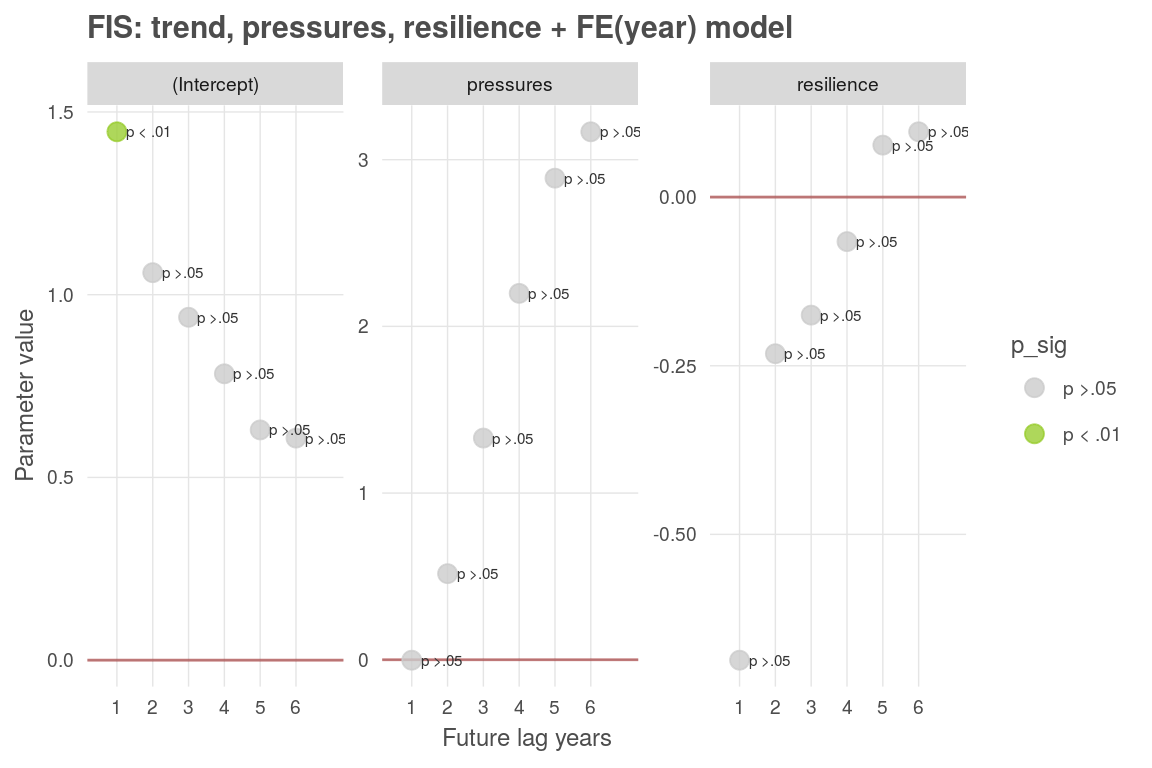 FIS: trend, pressures, resilience + FE(year) model
(Intercept)
pressures
resilience
Parameter value
1.5
1.0
0.5
0.0
p < .01
p >.05
p >.05
p >.05
p >.05
p >.05
1 2 3 4 5 6
3
2
1
0
p >.05
p >.05
p >.05
p >.05
p >.05
p >.05
1 2 3 4 5 6
0.00
-0.25
-0.50
p >.05
p >.05
p >.05
p >.05
p >.05
p >.05
1 2 3 4 5 6
Future lag years
p_sig
p >.05
p < .01